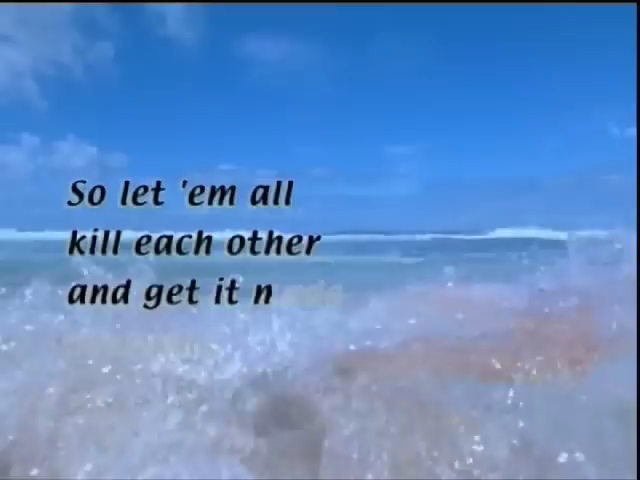 So let 'em all
kill each other
and get it n